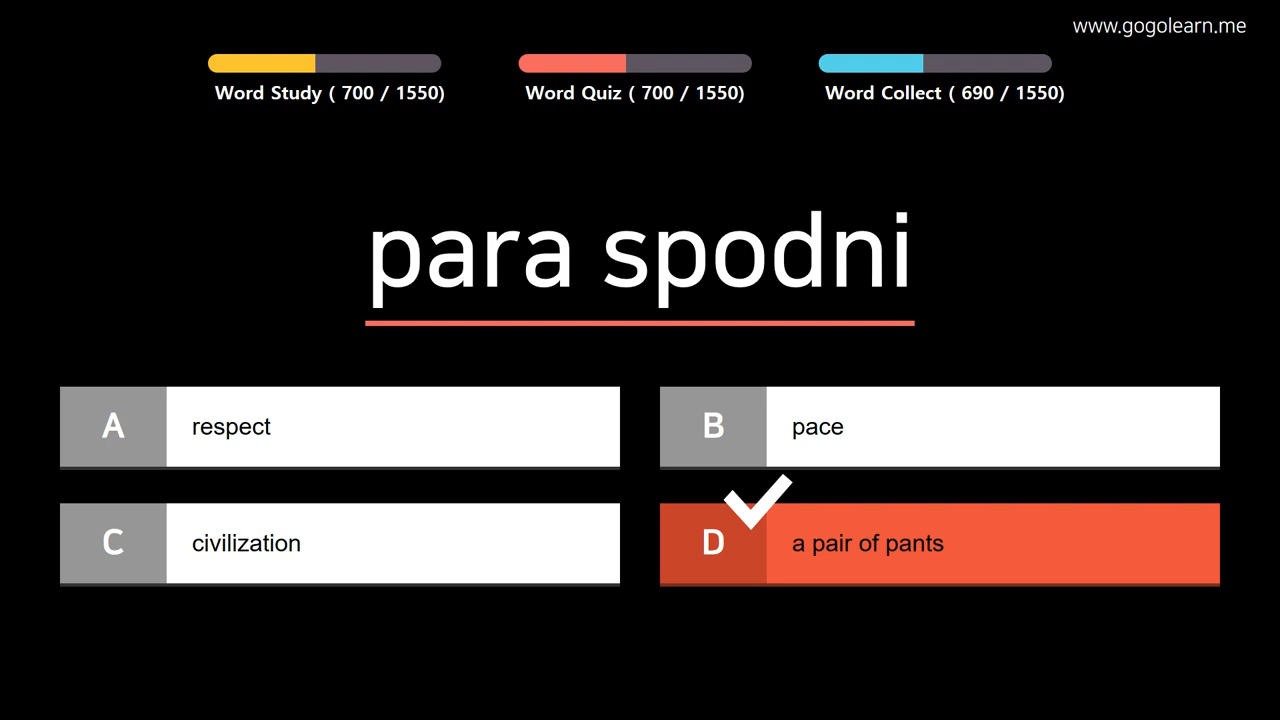 www.gogolearn.me
Word Study ( 700 / 1550)
Word Quiz ( 700 / 1550)
Word Collect ( 690 / 1550)
para spodni
A respect
B pace
C civilization
D a pair of pants